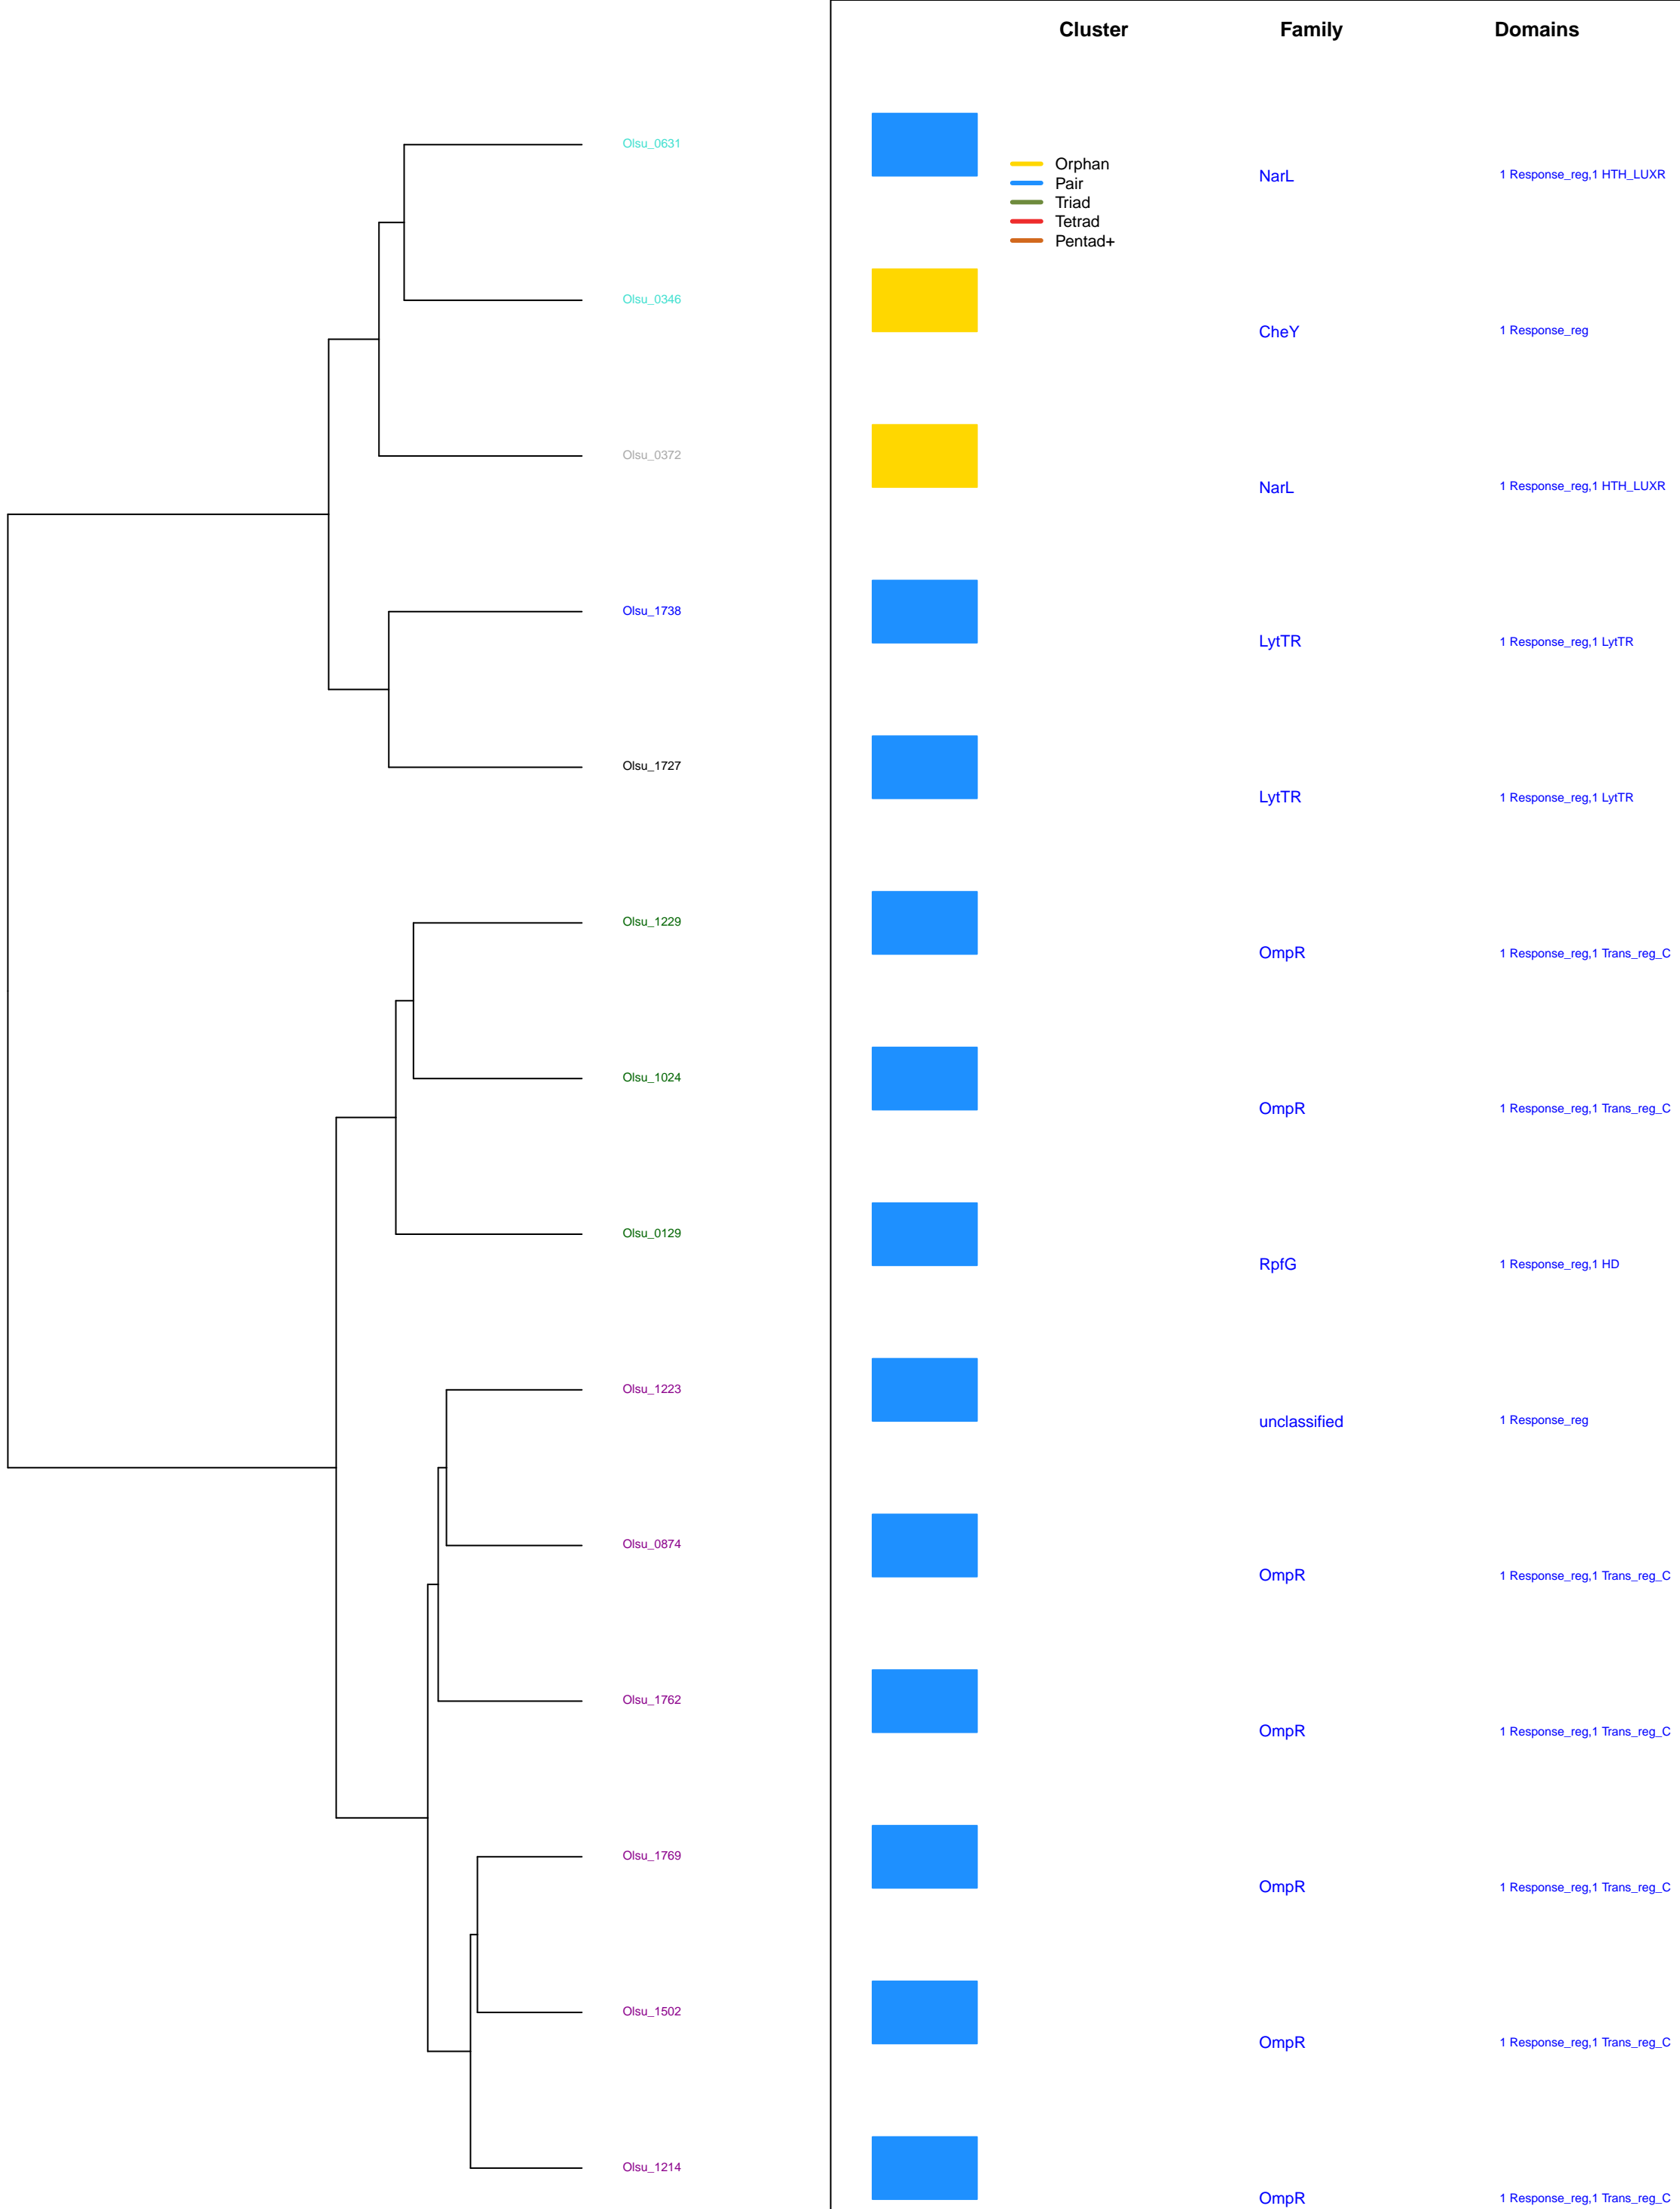 Cluster Family Domains
Olsu_0631
Orphan
Pair
Triad
Tetrad
Pentad+
NarL 1 Response_reg,1 HTH_LUXR
Olsu_0346
CheY 1 Response_reg
Olsu_0372
NarL 1 Response_reg,1 HTH_LUXR
Olsu_1738
LytTR 1 Response_reg,1 LytTR
Olsu_1727
LytTR 1 Response_reg,1 LytTR
Olsu_1229
OmpR 1 Response_reg,1 Trans_reg_C
Olsu_1024
OmpR 1 Response_reg,1 Trans_reg_C
Olsu_0129
RpfG 1 Response_reg,1 HD
Olsu_1223
unclassified 1 Response_reg
Olsu_0874
OmpR 1 Response_reg,1 Trans_reg_C
Olsu_1762
OmpR 1 Response_reg,1 Trans_reg_C
Olsu_1769
OmpR 1 Response_reg,1 Trans_reg_C
Olsu_1502
OmpR 1 Response_reg,1 Trans_reg_C
Olsu_1214
OmpR 1 Response_reg,1 Trans_reg_C